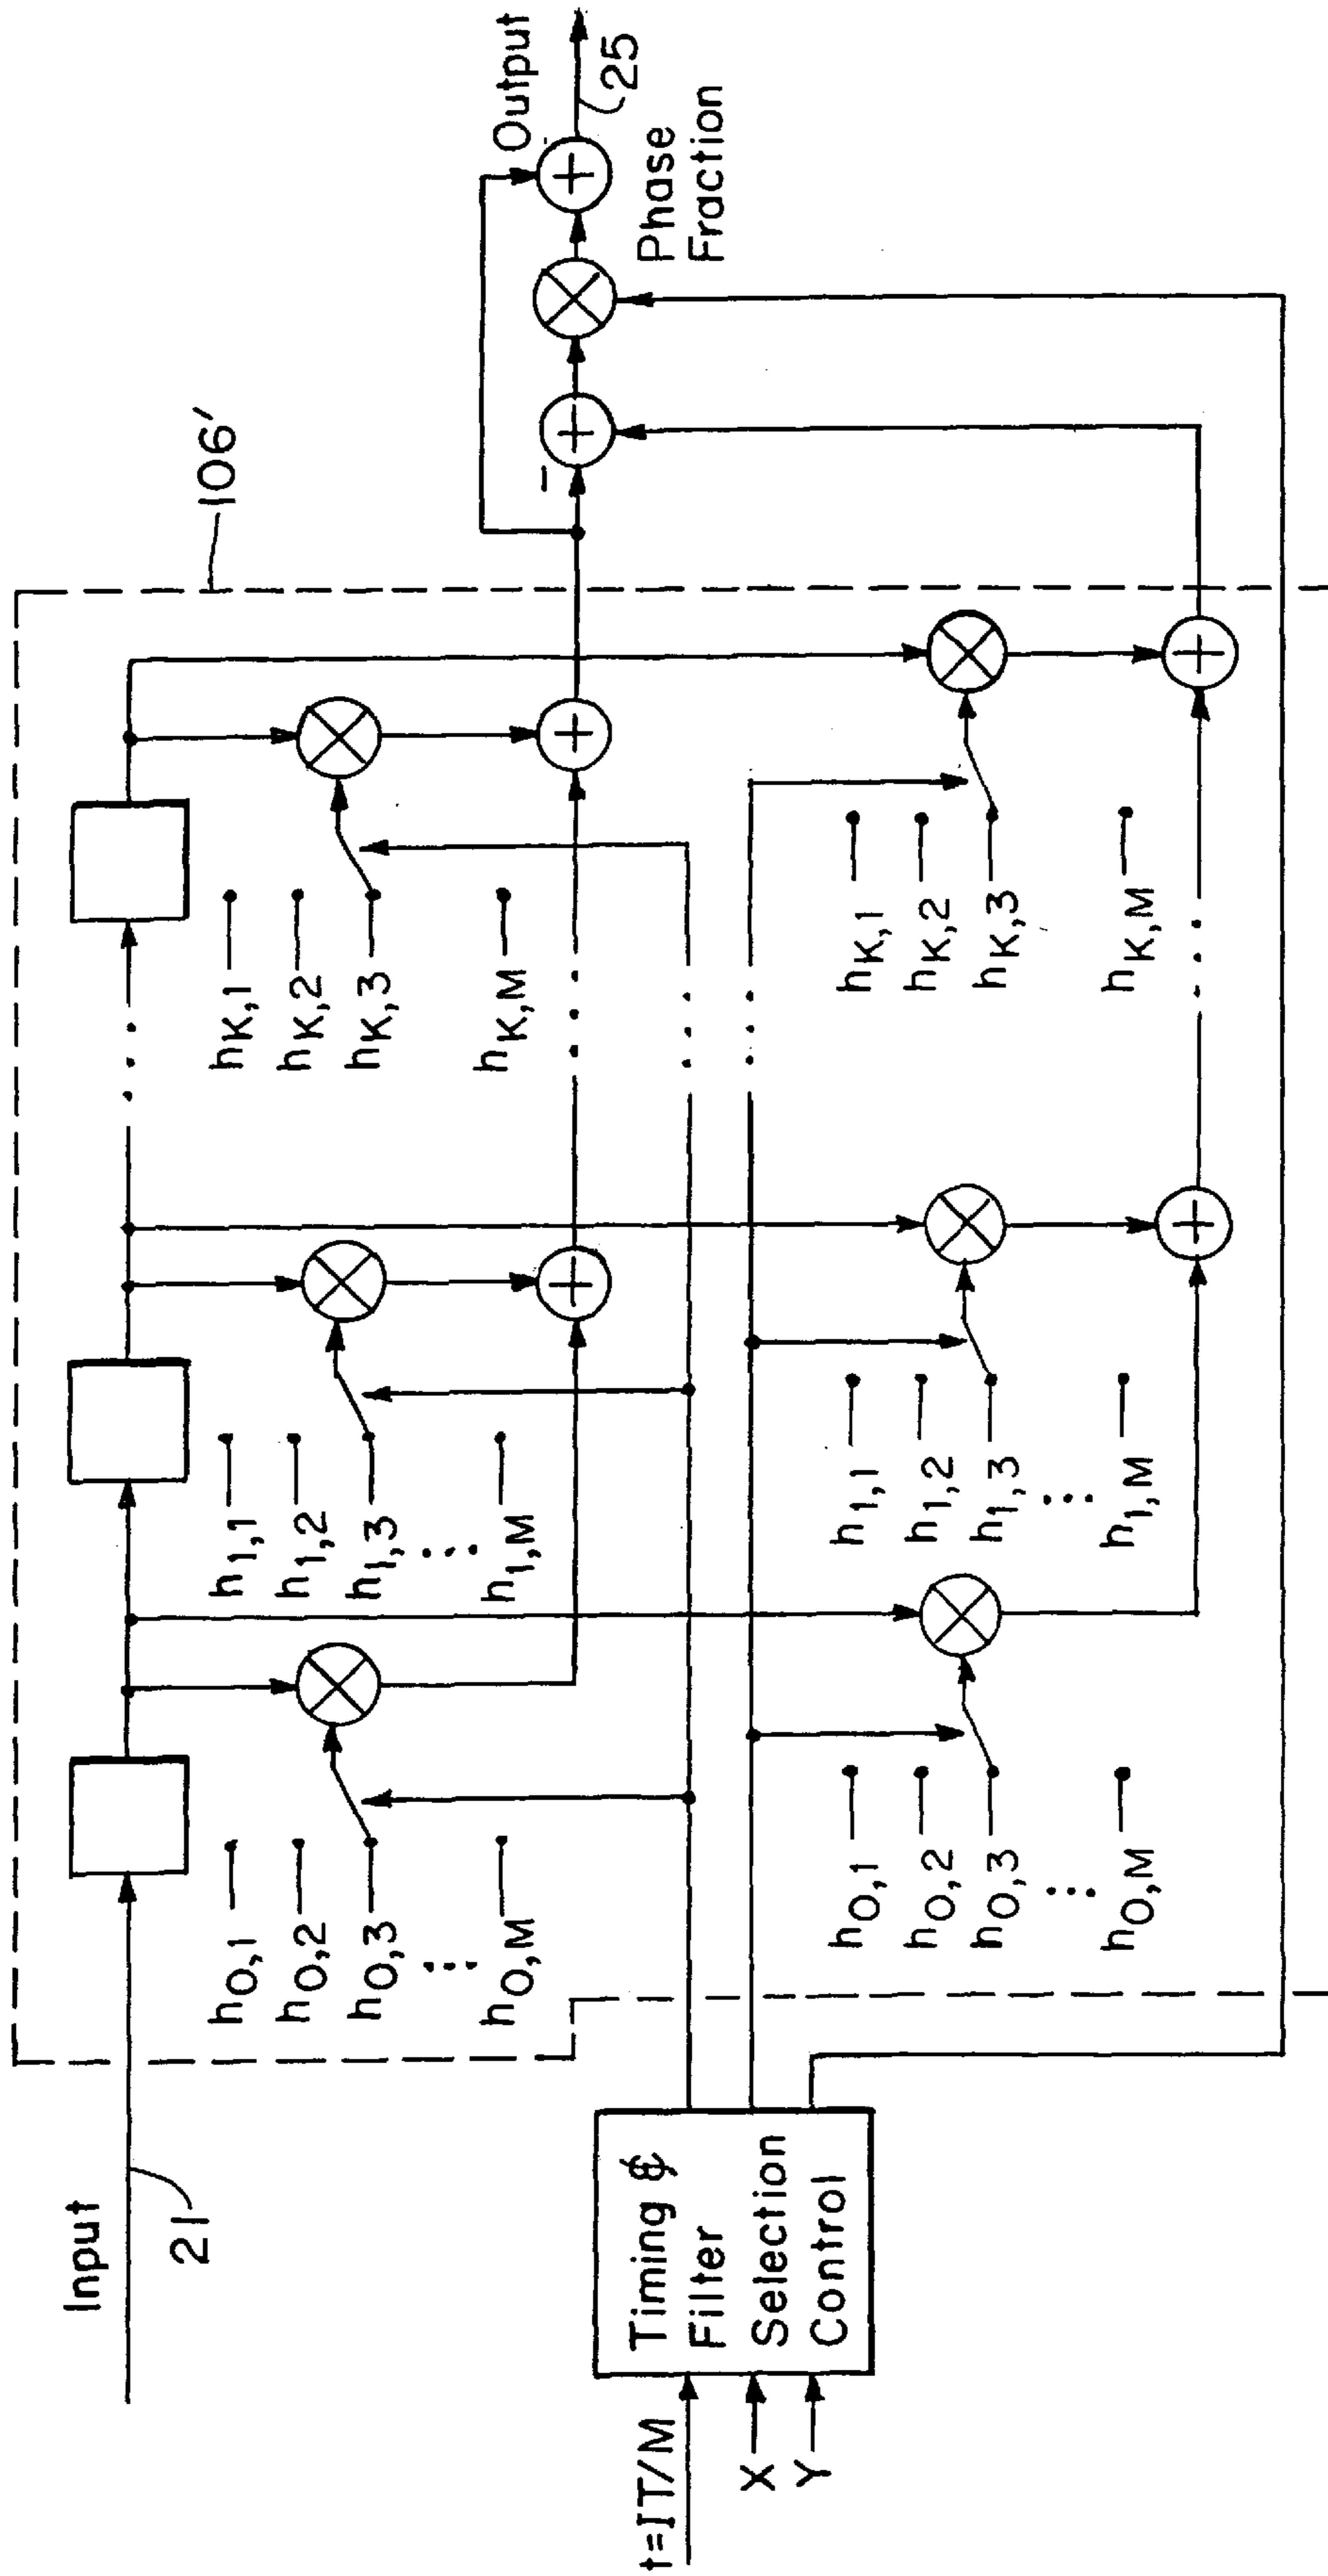 Input
21
106'
Output
25
Phase
Fraction
h0,1
h0,2
h0,3
h0,M
h1,1
h1,2
h1,3
h1,M
hK,1
hK,2
hK,3
hK,M
t=IT/M
X
Y
Timing &
Filter
Selection
Control
h0,1
h0,2
h0,3
h0,M
h1,1
h1,2
h1,3
h1,M
hK,1
hK,2
hK,3
hK,M